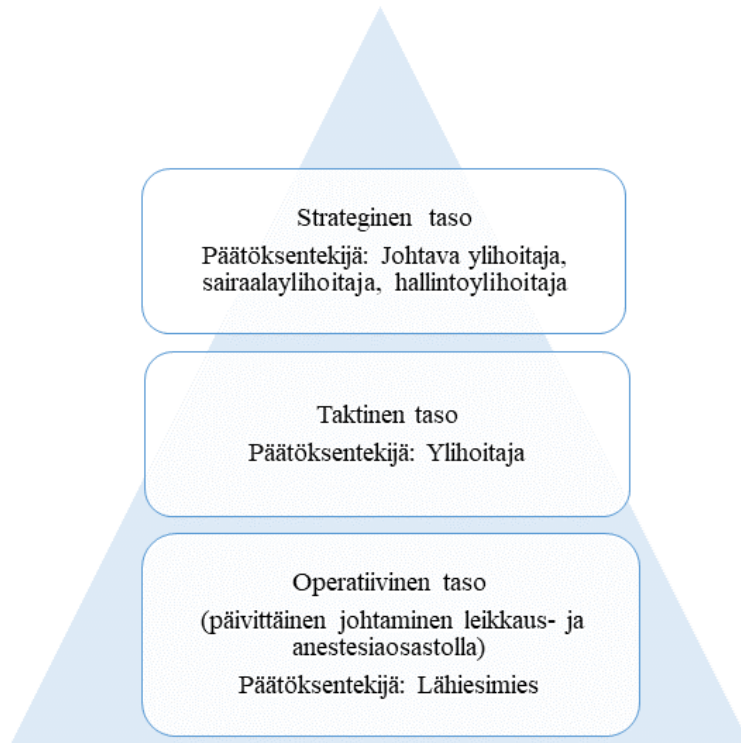 Strateginen taso
Päätöksentekijä: Johtava ylihoitaja,
sairaalaylihoitaja, hallintoylihoitaja
Taktinen taso
Päätöksentekijä: Ylihoitaja
Operatiivinen taso
(päivittäinen johtaminen leikkaus- ja
anestesiaosastolla)
Päätöksentekijä: Lähiesimies